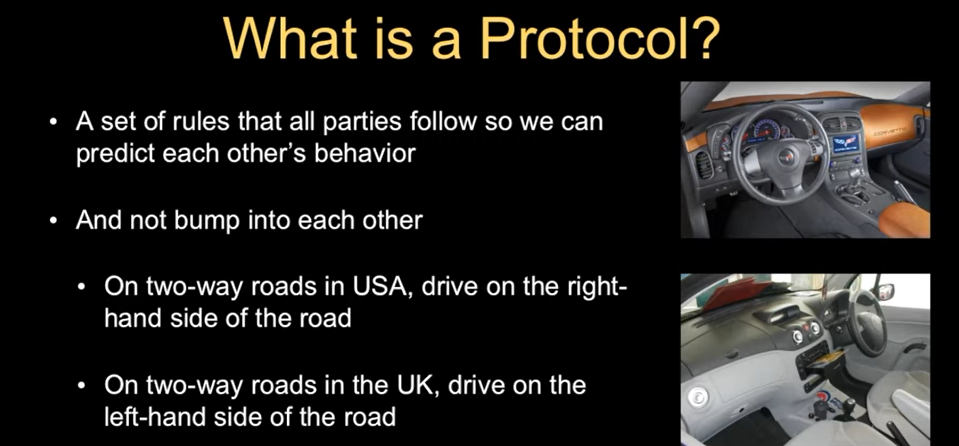 What is a Protocol?
• A set of rules that all parties follow so we can
predict each other's behavior
• And not bump into each other
• On two-way roads in USA, drive on the right-
hand side of the road
• On two-way roads in the UK, drive on the
left-hand side of the road
CORVETTE